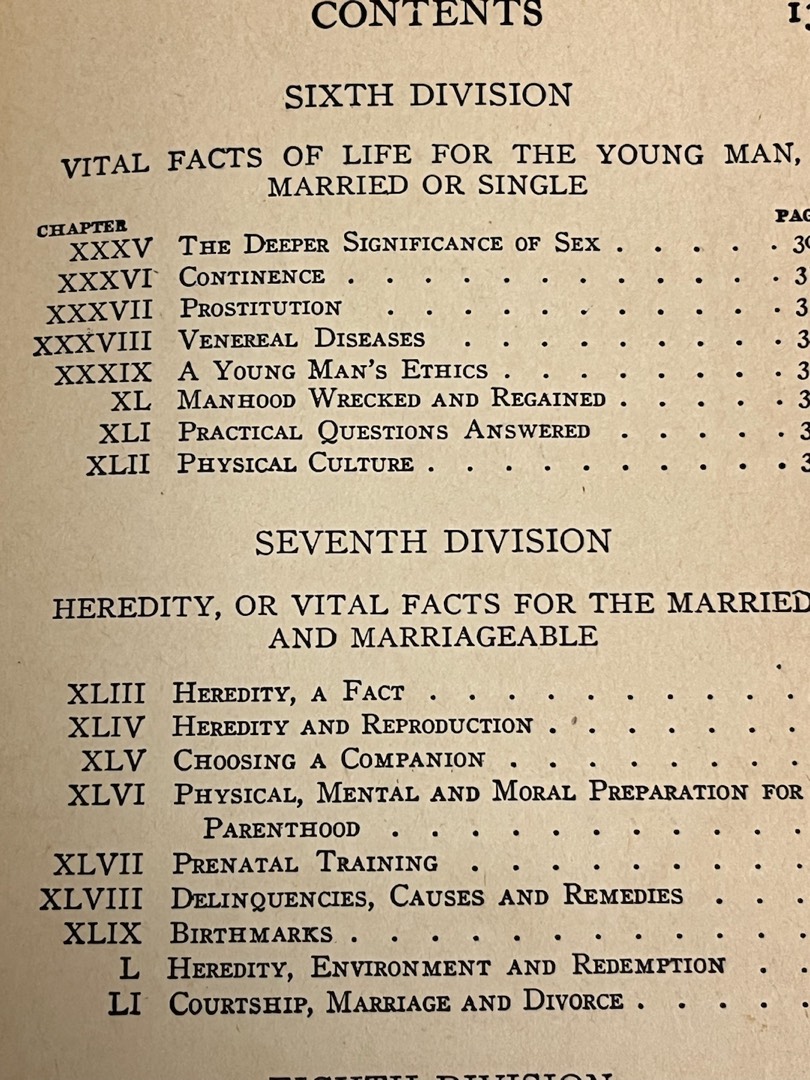 CONTENTS
SIXTH DIVISION
VITAL FACTS OF LIFE FOR THE YOUNG MAN,
MARRIED OR SINGLE
CHAPTER
XXXV THE DEEPER SIGNIFICANCE OF SEX . . . . .
XXXVI CONTINENCE . . . . . . . . . . . .
XXXVII PROSTITUTION . . . . . . . . . . .
XXXVIII VENEREAL DISEASES . . . . . . . . .
XXXIX A YOUNG MAN'S ETHICS . . . . . . . .
XL MANHOOD WRECKED AND REGAINED . . . . .
XLI PRACTICAL QUESTIONS ANSWERED . . . . .
XLII PHYSICAL CULTURE . . . . . . . . . .
SEVENTH DIVISION
HEREDITY, OR VITAL FACTS FOR THE MARRIED
AND MARRIAGEABLE
XLIII HEREDITY, A FACT . . . . . . . . . .
XLIV HEREDITY AND REPRODUCTION . . . . . . .
XLV CHOOSING A COMPANION . . . . . . . .
XLVI PHYSICAL, MENTAL AND MORAL PREPARATION FOR
PARENTHOOD . . . . . . . . . . .
XLVII PRENATAL TRAINING . . . . . . . . .
XLVIII DELINQUENCIES, CAUSES AND REMEDIES . . .
XLIX BIRTHMARKS . . . . . . . . . . . .
L HEREDITY, ENVIRONMENT AND REDEMPTION . .
LI COURTSHIP, MARRIAGE AND DIVORCE . . . . .
EIGHTH DIVISION